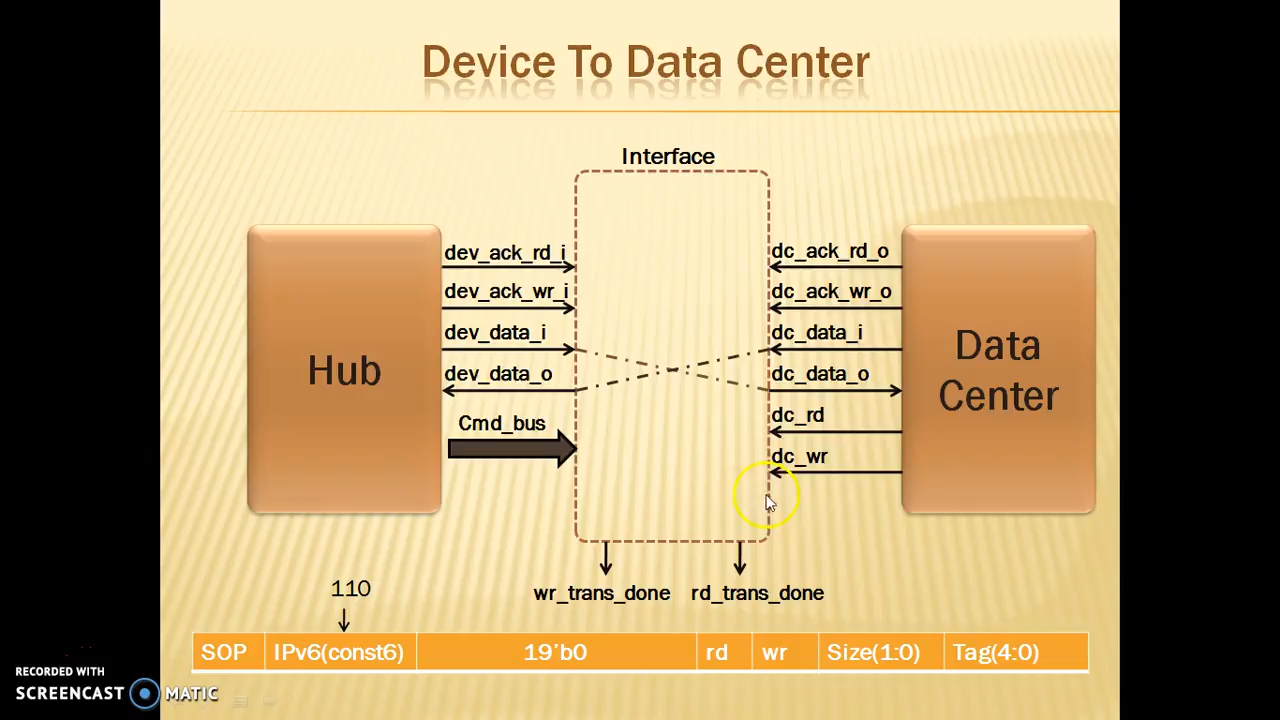 Device To Data Center
Interface
dev_ack_rd_i
dc_ack_rd_o
dev_ack_wr_i
dc_ack_wr_o
dev_data_i
dc_data_i
dev_data_o
dc_data_o
Cmd_bus
dc_rd
dc_wr
Hub
Data
Center
wr_trans_done
rd_trans_done
110
SOP IPv6(const6) 19'b0 rd wr Size(1:0) Tag(4:0)
RECORDED WITH
SCREENCAST MATIC